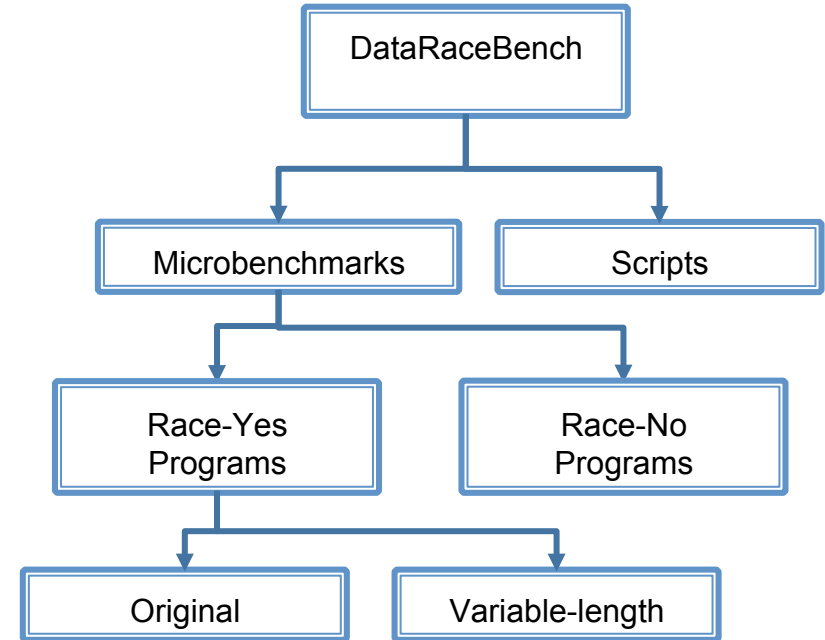 DataRaceBench
Microbenchmarks
Scripts
Race-Yes
Programs
Race-No
Programs
Original
Variable-length